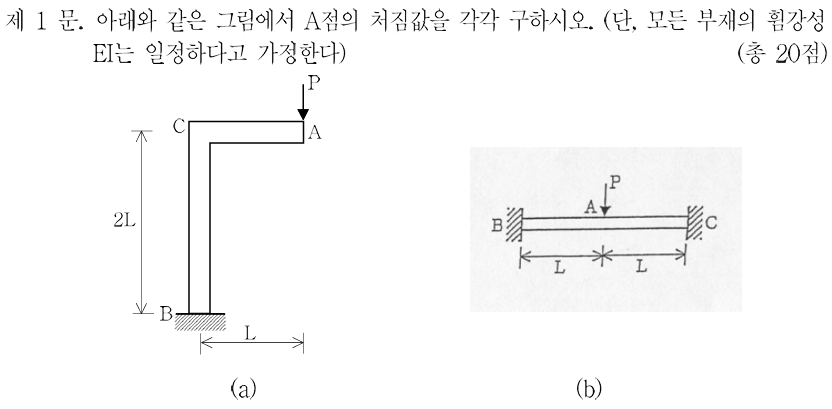 제 1 문. 아래와 같은 그림에서 A점의 처짐값을 각각 구하시오. (단, 모든 부재의 휨강성
EI는 일정하다고 가정한다) (총 20점)
P
C
A
2L
B
L
(a)
P
A
B
C
L
L
(b)